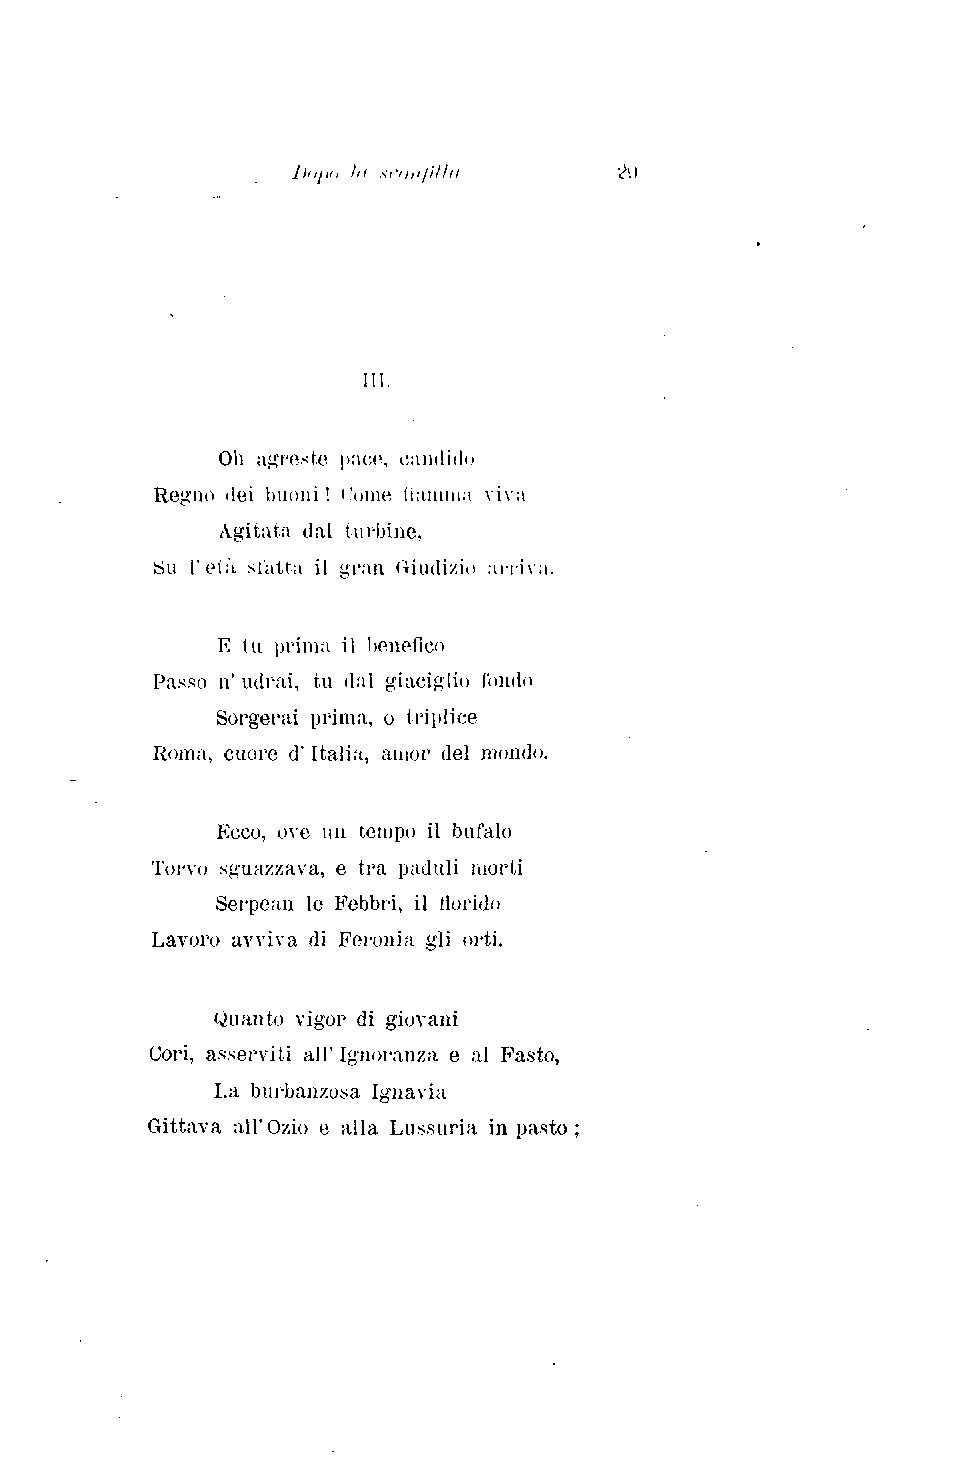 Dopo la
III.
Oh agreste pace, candido
Regno dei buoni! Come fiamma viva
Agitata dal turbine,
Su l'età sfatta il gran Giudizio arriva.
E tu prima il benefico
Passo n'udrai, tu dal giaciglio fondo
Sorgerai prima, o triplice
Roma, cuore d'Italia, amor del mondo.
Ecco, ove un tempo il bufalo
Torvo sguazzava, e tra paduli morti
Serpean le Febbri, il florido
Lavoro avviva di Feronia gli orti.
Quanto vigor di giovani
Cori, asserviti all'Ignoranza e al Fasto,
La burbanzosa Ignavia
Gittava all'Ozio e alla Lussuria in pasto;